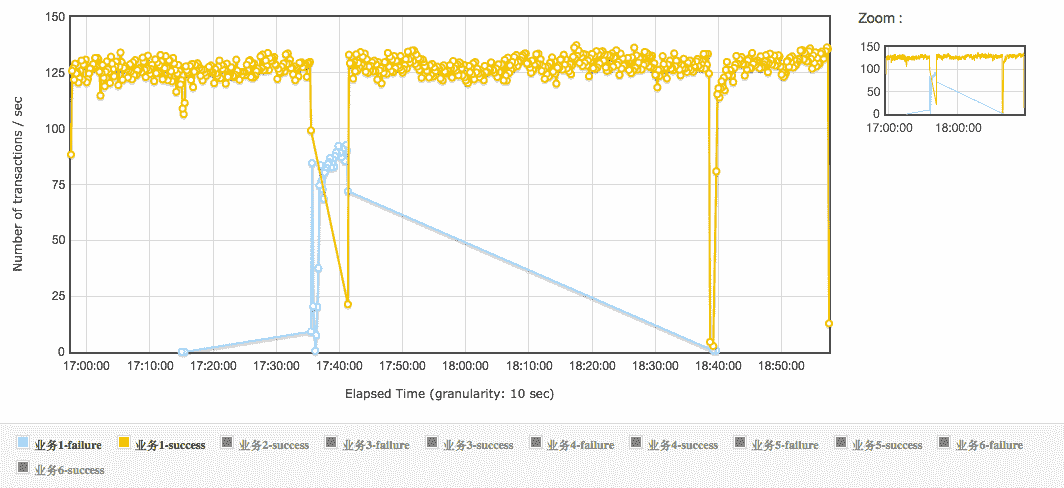 Zoom :
150
125
100
75
50
25
0
Number of transactions / sec
17:00:00 17:10:00 17:20:00 17:30:00 17:40:00 17:50:00 18:00:00 18:10:00 18:20:00 18:30:00 18:40:00 18:50:00
Elapsed Time (granularity: 10 sec)
150
100
50
0
17:00:00 18:00:00
业务1-failure 业务1-success 业务2-success 业务3-failure 业务3-success 业务4-failure 业务4-success 业务5-failure 业务5-success 业务6-failure
业务6-success